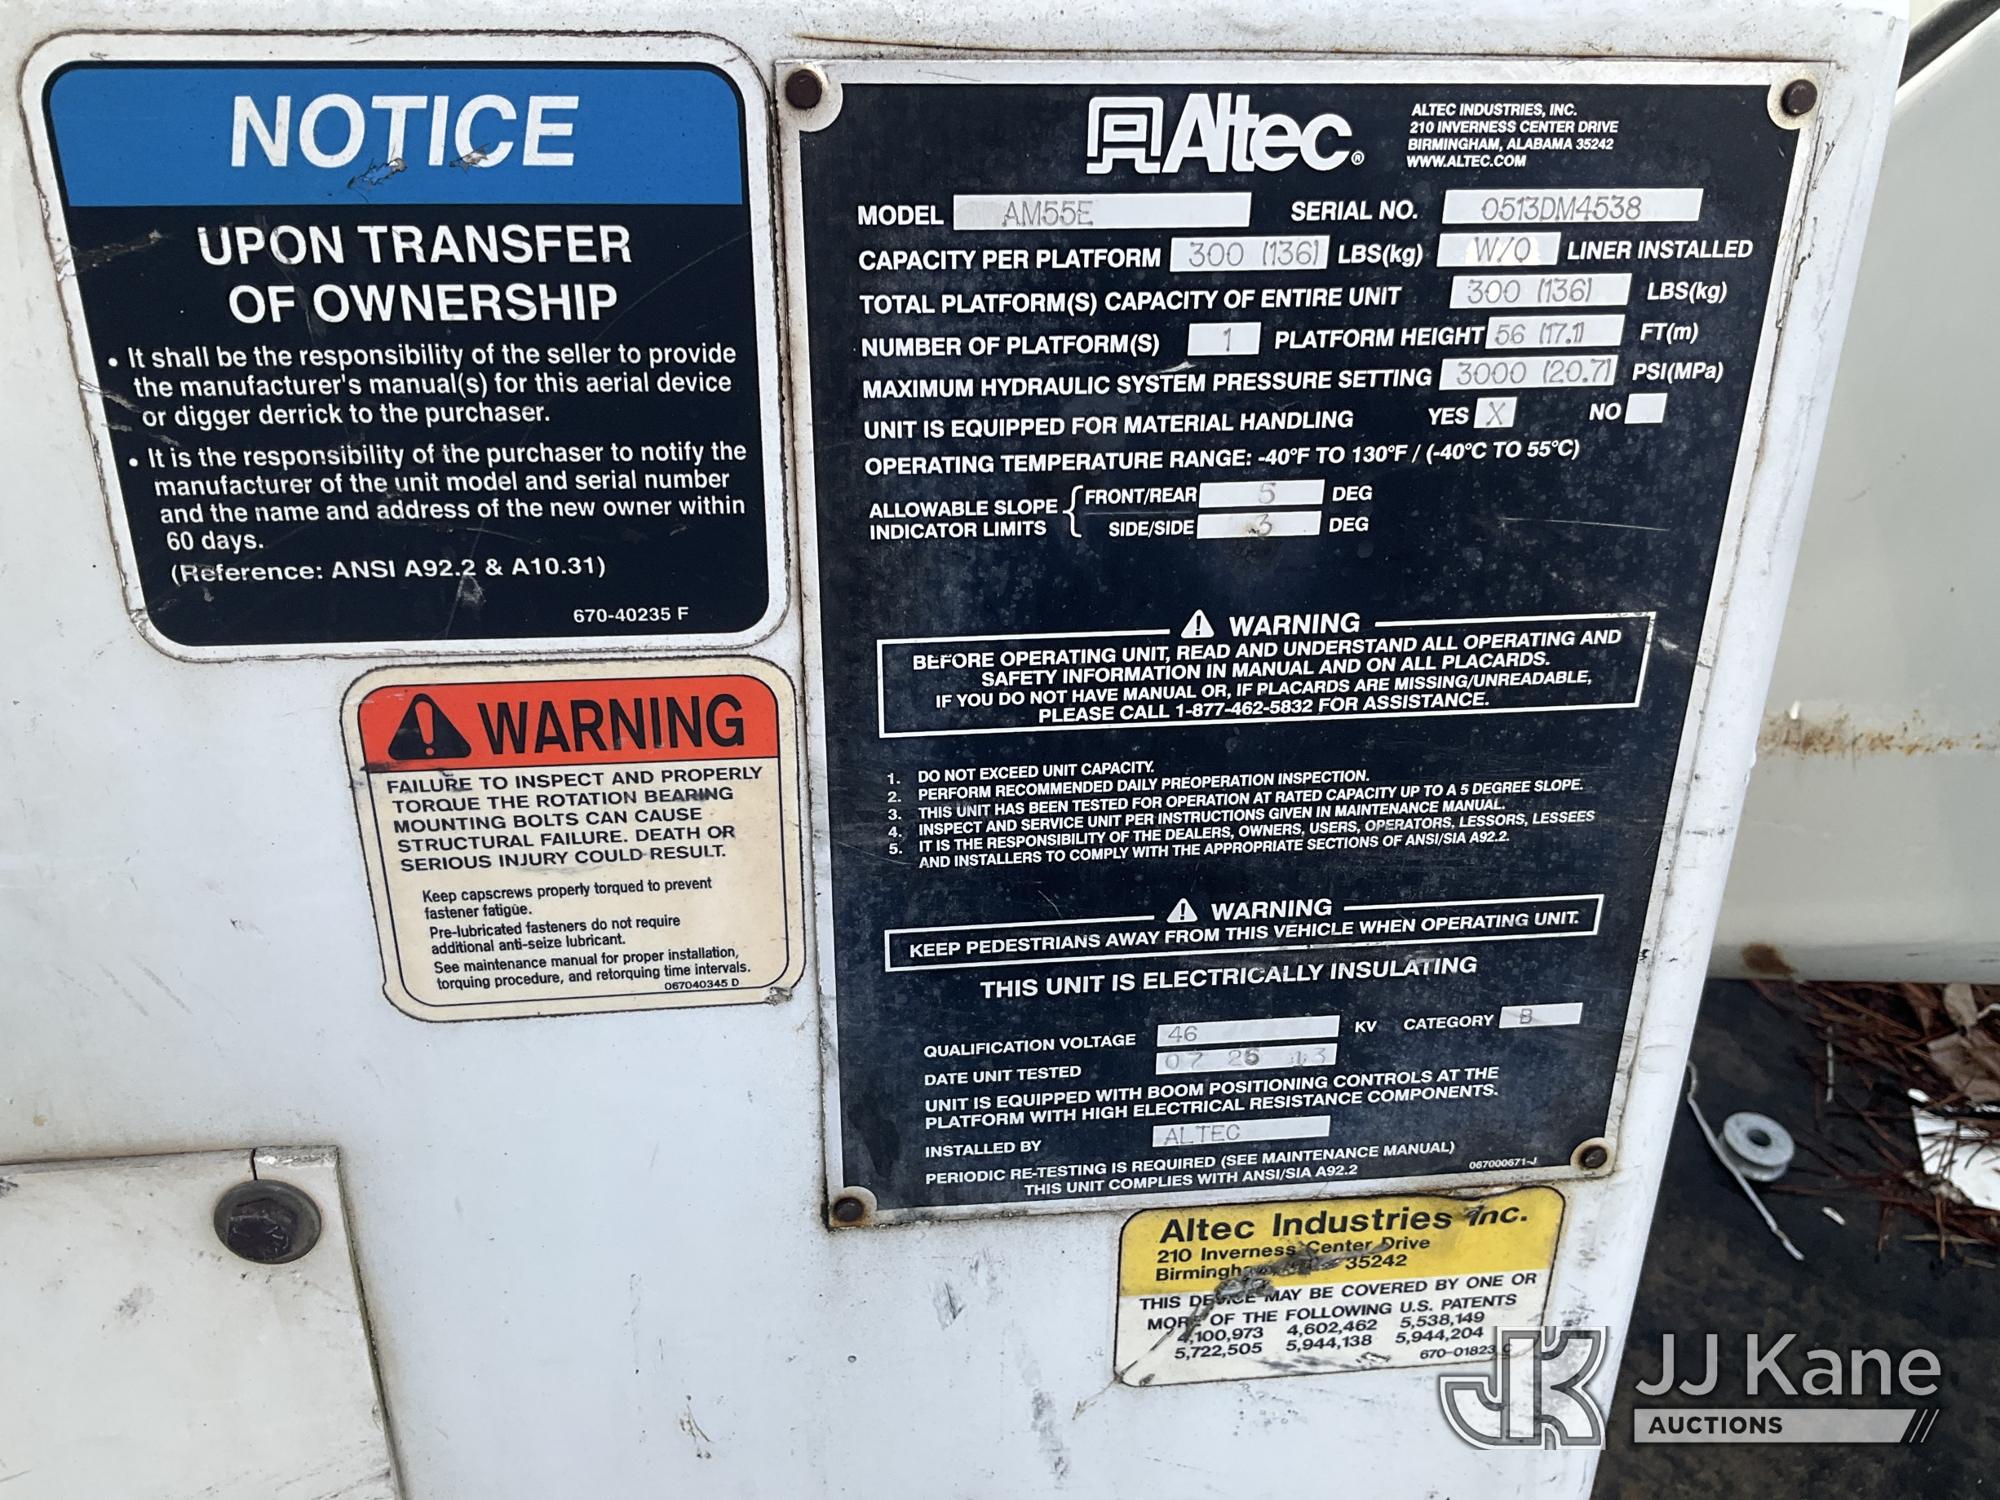 NOTICE
UPON TRANSFER
OF OWNERSHIP
• It shall be the responsibility of the seller to provide
the manufacturer's manual(s) for this aerial device
or digger derrick to the purchaser.
• It is the responsibility of the purchaser to notify the
manufacturer of the unit model and serial number
and the name and address of the new owner within
60 days.
(Reference: ANSI A92.2 & A10.31)
670-40235 F
WARNING
FAILURE TO INSPECT AND PROPERLY
TORQUE THE ROTATION BEARING
MOUNTING BOLTS CAN CAUSE
STRUCTURAL FAILURE. DEATH OR
SERIOUS INJURY COULD RESULT.
Keep capscrews properly torqued to prevent
fastener fatigue.
Pre-lubricated fasteners do not require
additional anti-seize lubricant.
See maintenance manual for proper installation,
torquing procedure, and retorquing time intervals.
067040345 D
Altec®
ALTEC INDUSTRIES, INC.
210 INVERNESS CENTER DRIVE
BIRMINGHAM, ALABAMA 35242
WWW.ALTEC.COM
MODEL AM55E SERIAL NO. 0513DM4538
CAPACITY PER PLATFORM 300 (136) LBS(kg) W/O LINER INSTALLED
TOTAL PLATFORM(S) CAPACITY OF ENTIRE UNIT 300 (136) LBS(kg)
NUMBER OF PLATFORM(S) 1 PLATFORM HEIGHT 56 (17.1) FT(m)
MAXIMUM HYDRAULIC SYSTEM PRESSURE SETTING 3000 (20.7) PSI(MPa)
UNIT IS EQUIPPED FOR MATERIAL HANDLING YES X NO
OPERATING TEMPERATURE RANGE: -40°F TO 130°F / (-40°C TO 55°C)
ALLOWABLE SLOPE INDICATOR LIMITS { FRONT/REAR 5 DEG
SIDE/SIDE 3 DEG
WARNING
BEFORE OPERATING UNIT, READ AND UNDERSTAND ALL OPERATING AND
SAFETY INFORMATION IN MANUAL AND ON ALL PLACARDS.
IF YOU DO NOT HAVE MANUAL OR, IF PLACARDS ARE MISSING/UNREADABLE,
PLEASE CALL 1-877-462-5832 FOR ASSISTANCE.
1. DO NOT EXCEED UNIT CAPACITY.
2. PERFORM RECOMMENDED DAILY PREOPERATION INSPECTION.
3. THIS UNIT HAS BEEN TESTED FOR OPERATION AT RATED CAPACITY UP TO A 5 DEGREE SLOPE.
4. INSPECT AND SERVICE UNIT PER INSTRUCTIONS GIVEN IN MAINTENANCE MANUAL.
5. IT IS THE RESPONSIBILITY OF THE DEALERS, OWNERS, USERS, OPERATORS, LESSORS, LESSEES
AND INSTALLERS TO COMPLY WITH THE APPROPRIATE SECTIONS OF ANSI/SIA A92.2.
WARNING
KEEP PEDESTRIANS AWAY FROM THIS VEHICLE WHEN OPERATING UNIT.
THIS UNIT IS ELECTRICALLY INSULATING
QUALIFICATION VOLTAGE 46 KV CATEGORY B
DATE UNIT TESTED 07 25 13
UNIT IS EQUIPPED WITH BOOM POSITIONING CONTROLS AT THE
PLATFORM WITH HIGH ELECTRICAL RESISTANCE COMPONENTS.
INSTALLED BY ALTEC
PERIODIC RE-TESTING IS REQUIRED (SEE MAINTENANCE MANUAL)
THIS UNIT COMPLIES WITH ANSI/SIA A92.2
067000671-J
Altec Industries Inc.
210 Inverness Center Drive
35242
THIS DEVICE MAY BE COVERED BY ONE OR
MORE OF THE FOLLOWING U.S. PATENTS
4,100,973 4,602,462 5,538,149
5,722,505 5,944,138 5,944,204
670-01823 C
JK JJ Kane
AUCTIONS